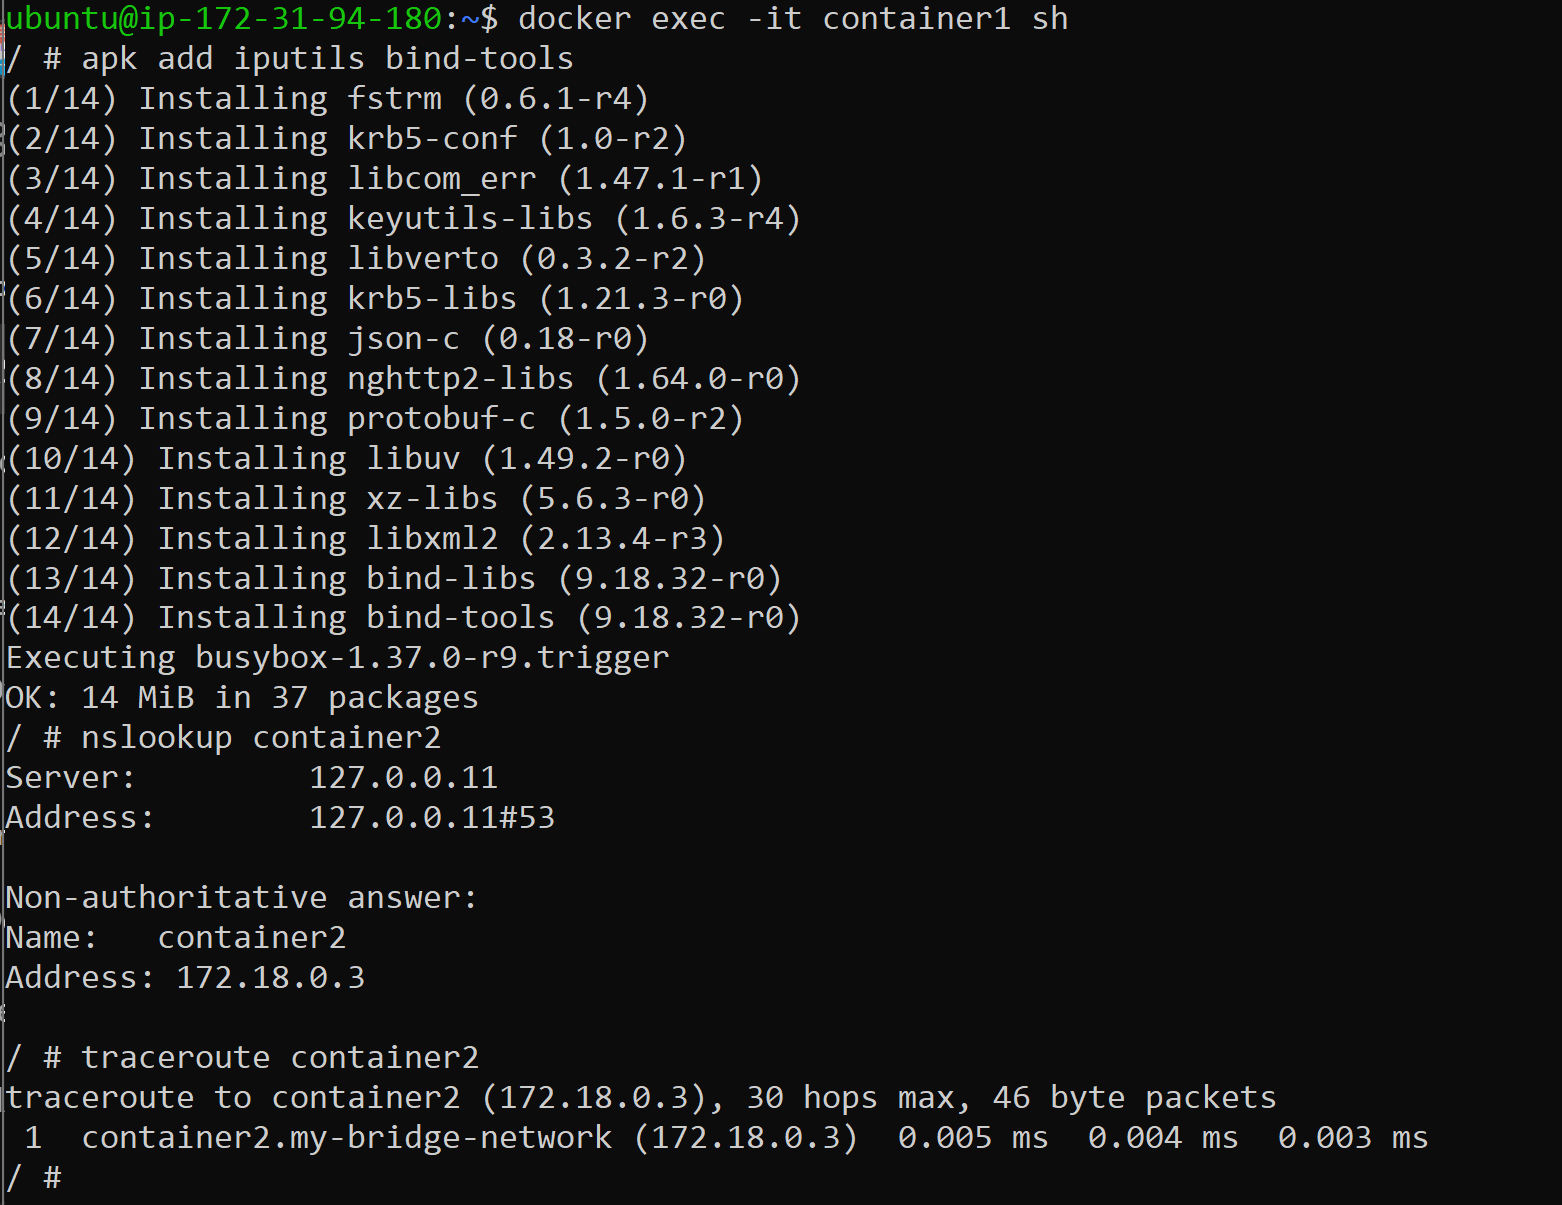 ubuntu@ip-172-31-94-180:~$ docker exec -it container1 sh
/ # apk add iputils bind-tools
(1/14) Installing fstrm (0.6.1-r4)
(2/14) Installing krb5-conf (1.0-r2)
(3/14) Installing libcom_err (1.47.1-r1)
(4/14) Installing keyutils-libs (1.6.3-r4)
(5/14) Installing libverto (0.3.2-r2)
(6/14) Installing krb5-libs (1.21.3-r0)
(7/14) Installing json-c (0.18-r0)
(8/14) Installing nghttp2-libs (1.64.0-r0)
(9/14) Installing protobuf-c (1.5.0-r2)
(10/14) Installing libuv (1.49.2-r0)
(11/14) Installing xz-libs (5.6.3-r0)
(12/14) Installing libxml2 (2.13.4-r3)
(13/14) Installing bind-libs (9.18.32-r0)
(14/14) Installing bind-tools (9.18.32-r0)
Executing busybox-1.37.0-r9.trigger
OK: 14 MiB in 37 packages
/ # nslookup container2
Server:         127.0.0.11
Address:        127.0.0.11#53

Non-authoritative answer:
Name:   container2
Address: 172.18.0.3

/ # traceroute container2
traceroute to container2 (172.18.0.3), 30 hops max, 46 byte packets
 1  container2.my-bridge-network (172.18.0.3)  0.005 ms  0.004 ms  0.003 ms
/ #